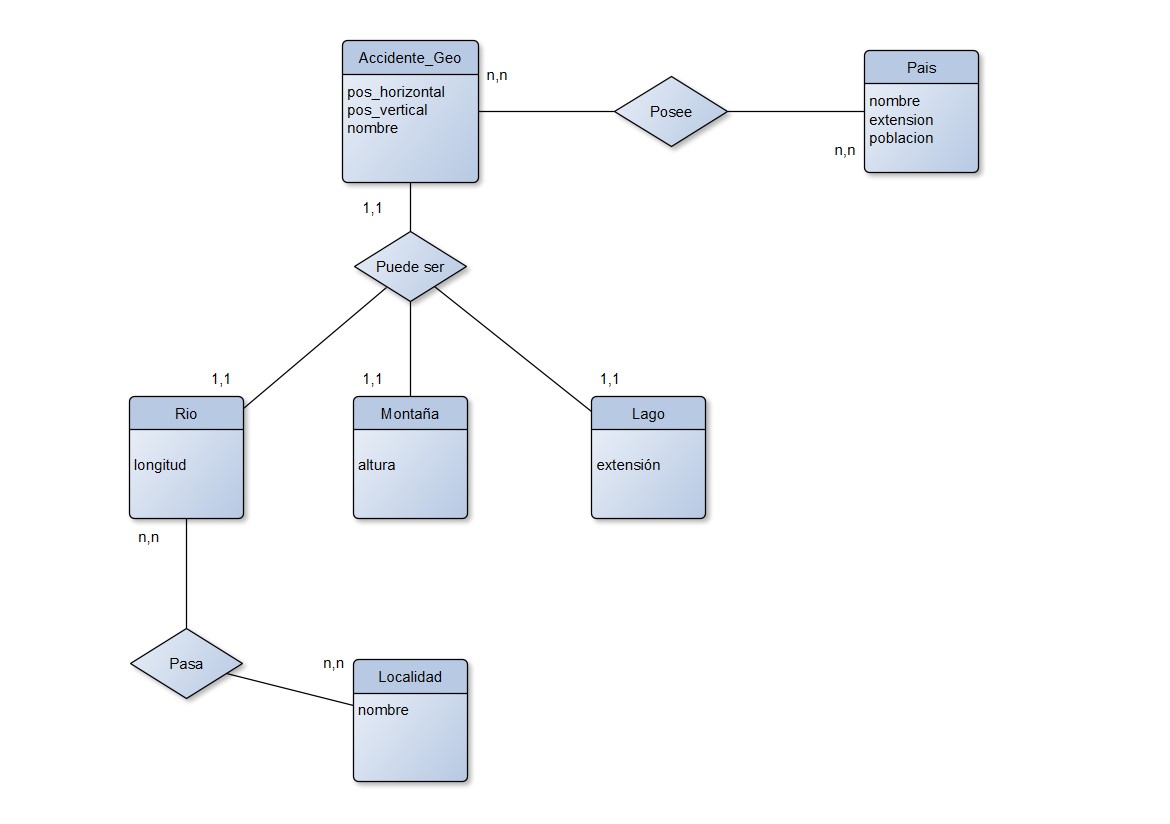 Accidente_Geo
pos_horizontal
pos_vertical
nombre
n,n
Posee
Pais
nombre
extension
poblacion
n,n
1,1
Puede ser
1,1
1,1
1,1
Rio
longitud
Montaña
altura
Lago
extensión
n,n
Pasa
n,n
Localidad
nombre